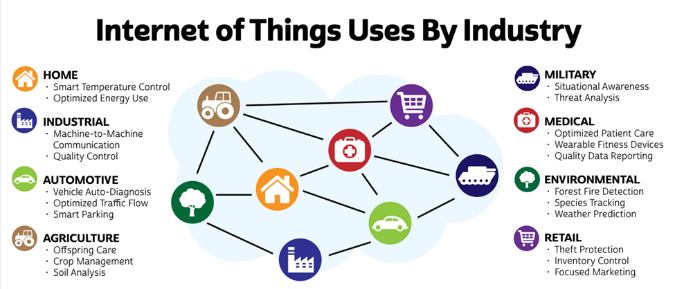 Internet of Things Uses By Industry
HOME
· Smart Temperature Control
· Optimized Energy Use
INDUSTRIAL
· Machine-to-Machine
Communication
· Quality Control
AUTOMOTIVE
· Vehicle Auto-Diagnosis
· Optimized Traffic Flow
· Smart Parking
AGRICULTURE
· Offspring Care
· Crop Management
· Soil Analysis
MILITARY
· Situational Awareness
· Threat Analysis
MEDICAL
· Optimized Patient Care
· Wearable Fitness Devices
· Quality Data Reporting
ENVIRONMENTAL
· Forest Fire Detection
· Species Tracking
· Weather Prediction
RETAIL
· Theft Protection
· Inventory Control
· Focused Marketing